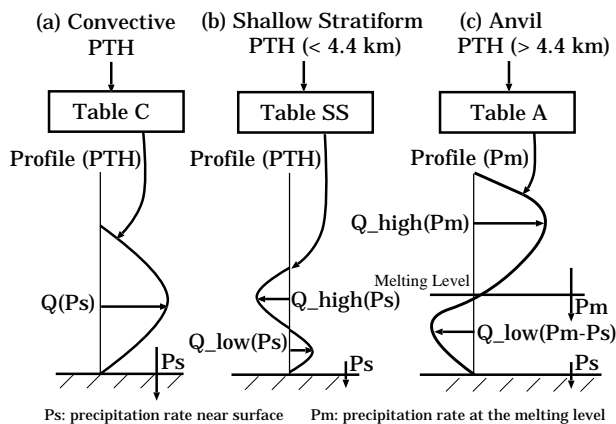 (a) Convective
PTH
Table C
Profile (PTH)
Q(Ps)
Ps
(b) Shallow Stratiform
PTH (< 4.4 km)
Table SS
Profile (PTH)
Q_high(Ps)
Q_low(Ps)
Ps
(c) Anvil
PTH (> 4.4 km)
Table A
Profile (Pm)
Q_high(Pm)
Melting Level
Pm
Q_low(Pm-Ps)
Ps
Ps: precipitation rate near surface
Pm: precipitation rate at the melting level